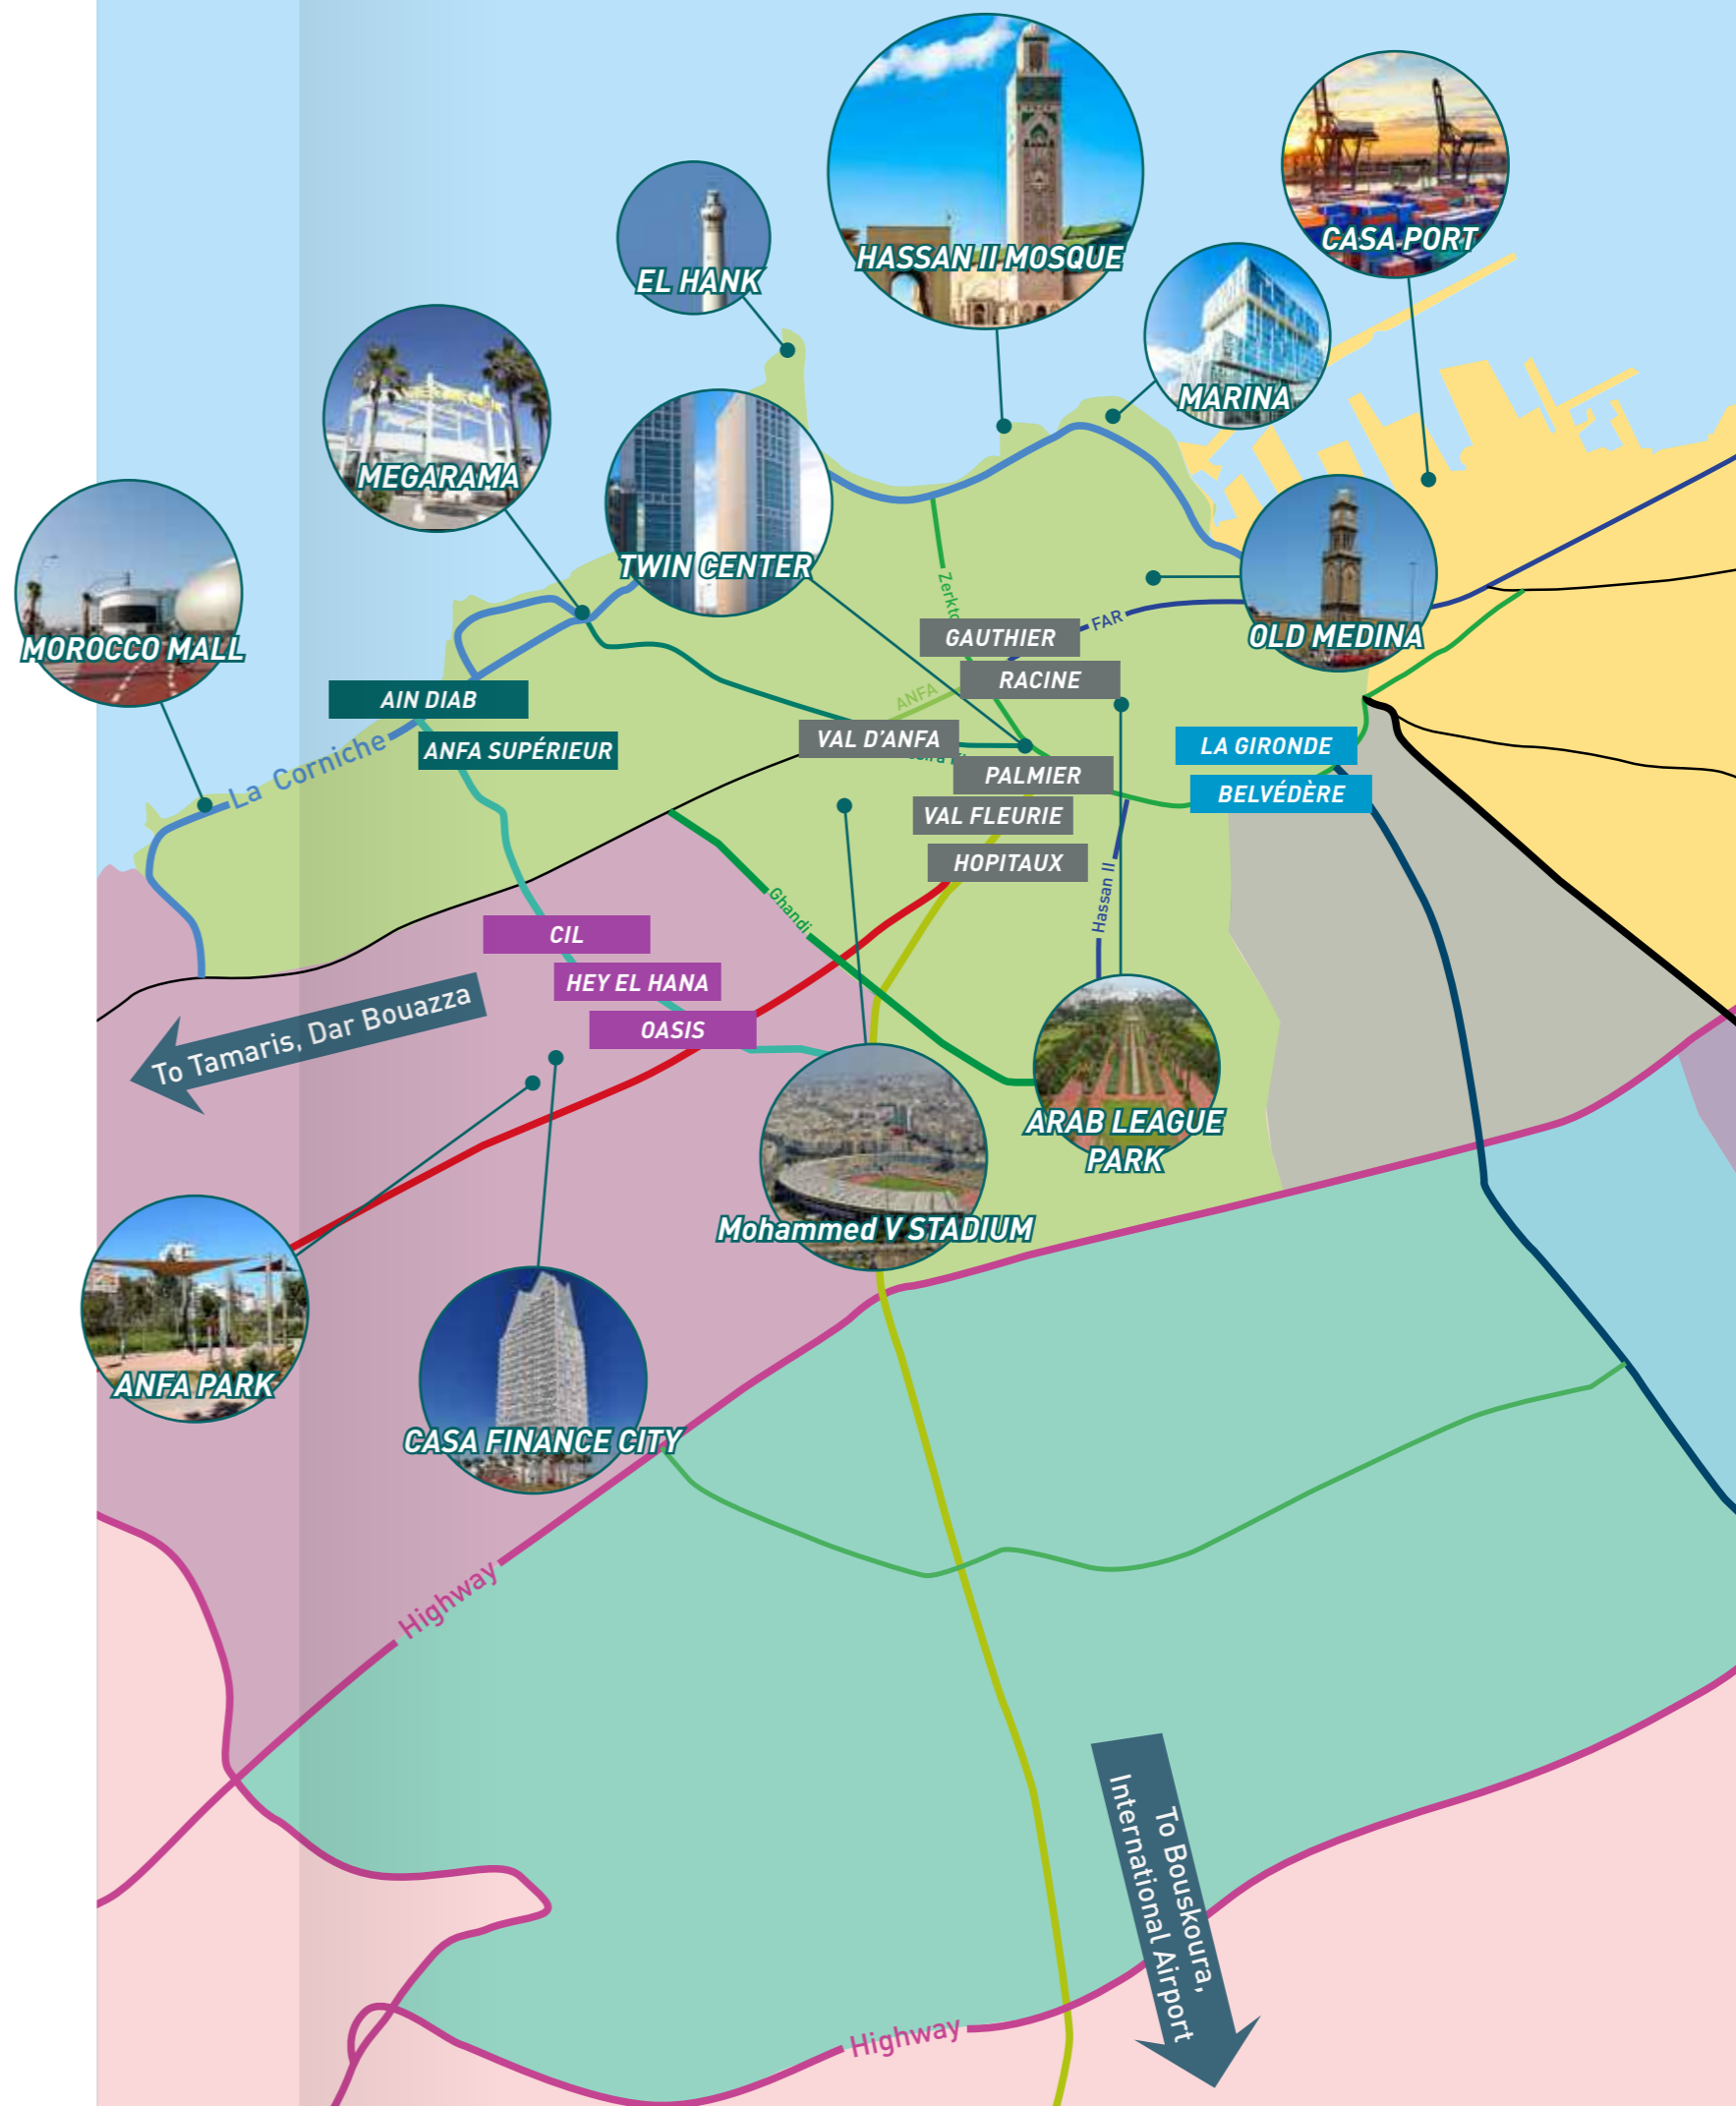 HASSAN II MOSQUE
CASA PORT
EL HANK
MARINA
MEGARAMA
TWIN CENTER
MOROCCO MALL
OLD MEDINA
FAR
GAUTHIER
RACINE
ANFA
AIN DIAB
VAL D'ANFA
ANFA SUPÉRIEUR
LA GIRONDE
La Corniche
PALMIER
BELVÉDÈRE
VAL FLEURIE
HOPITAUX
Ghandi
Hassan II
CIL
HEY EL HANA
OASIS
To Tamaris, Dar Bouazza
ARAB LEAGUE
PARK
Mohammed V STADIUM
ANFA PARK
CASA FINANCE CITY
Highway
To Bouskoura,
International Airport
Highway